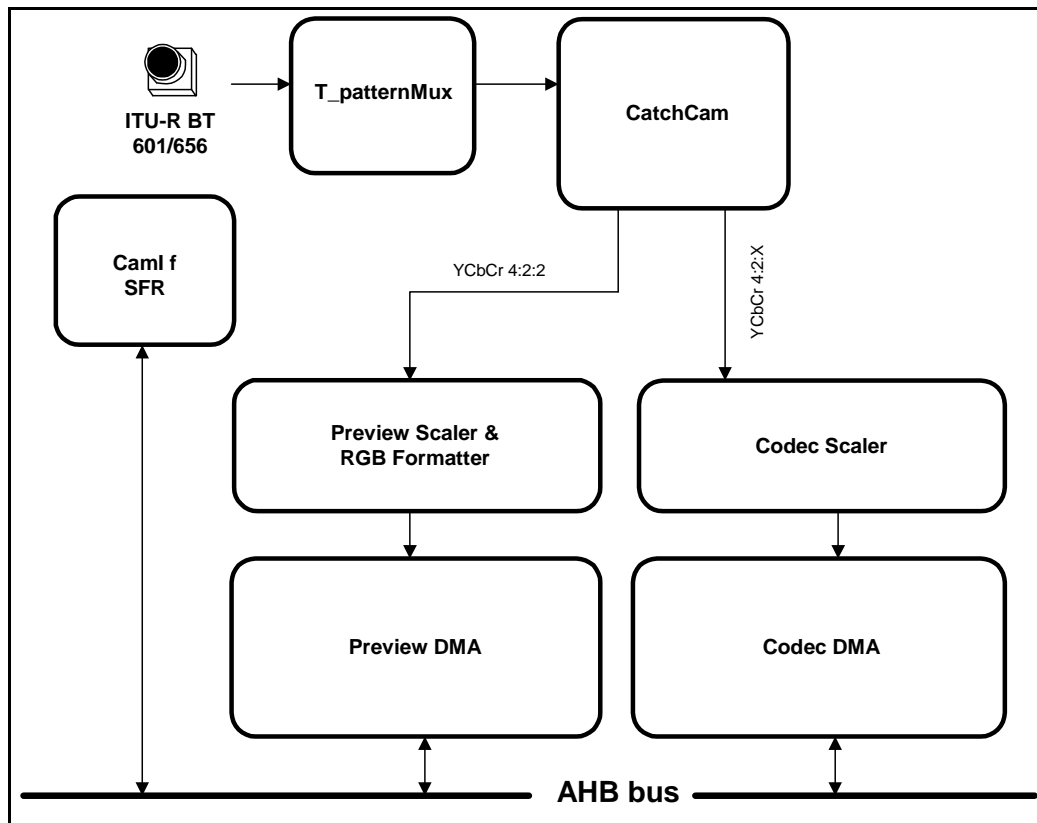 T_patternMux
CatchCam
ITU-R BT
601/656
CamI f
SFR
YCbCr 4:2:2
YCbCr 4:2:X
Preview Scaler &
RGB Formatter
Codec Scaler
Preview DMA
Codec DMA
AHB bus